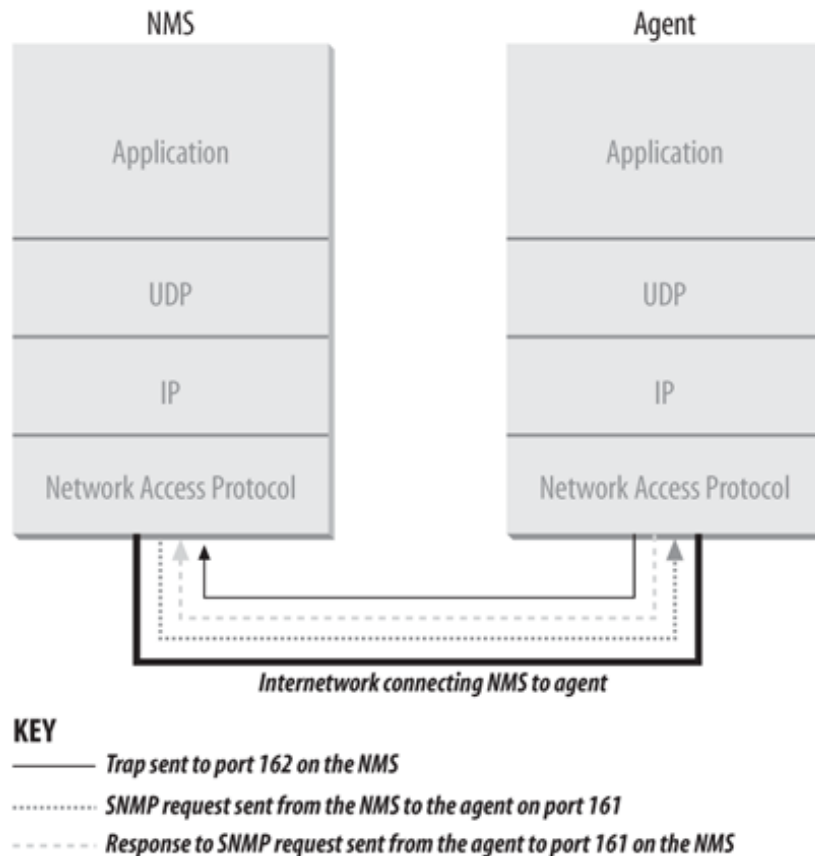 NMS
Agent
Application
Application
UDP
UDP
IP
IP
Network Access Protocol
Network Access Protocol
Internetwork connecting NMS to agent
KEY
Trap sent to port 162 on the NMS
SNMP request sent from the NMS to the agent on port 161
Response to SNMP request sent from the agent to port 161 on the NMS